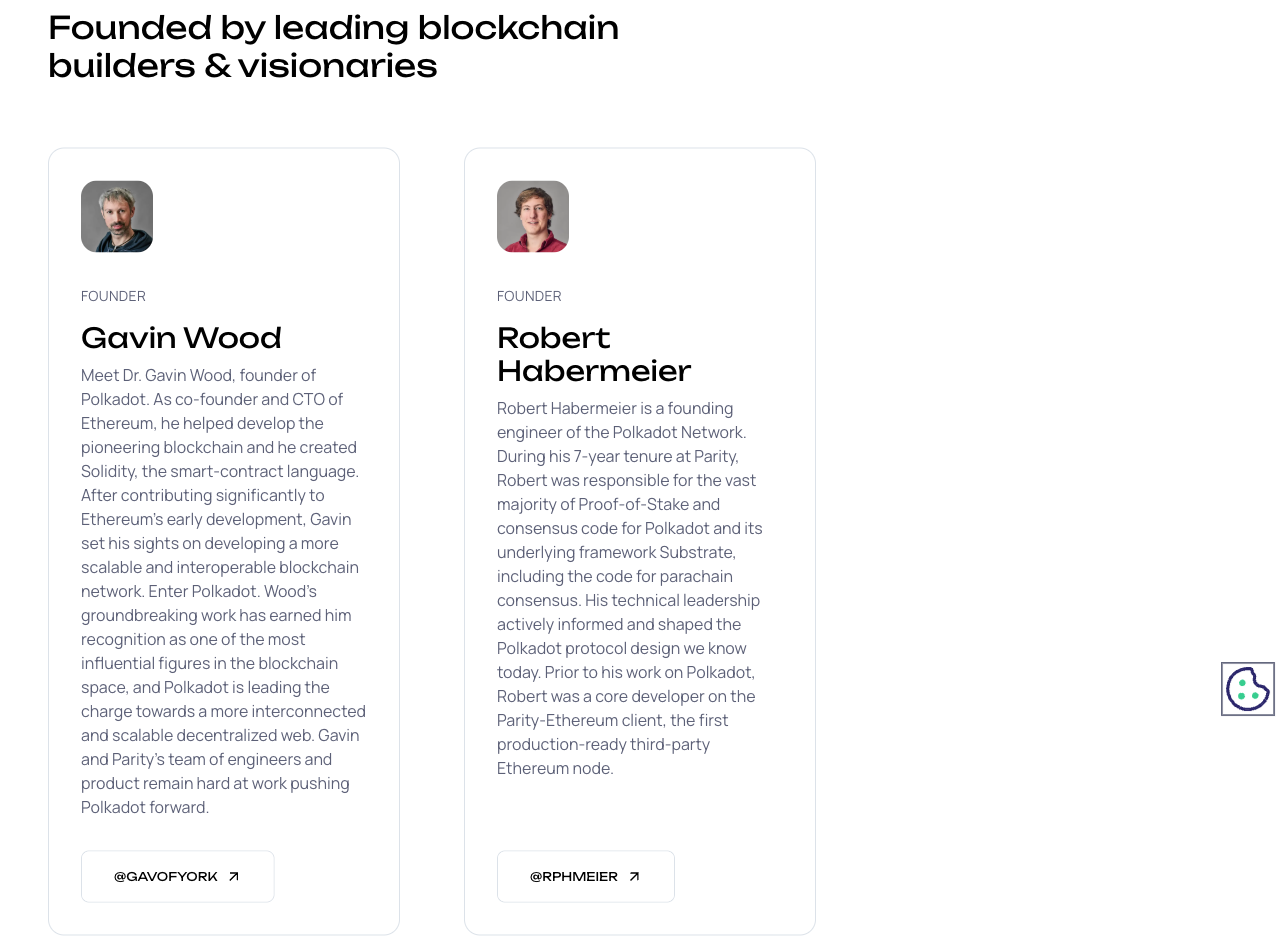 Founded by leading blockchain
builders & visionaries
FOUNDER
Gavin Wood
Meet Dr. Gavin Wood, founder of
Polkadot. As co-founder and CTO of
Ethereum, he helped develop the
pioneering blockchain and he created
Solidity, the smart-contract language.
After contributing significantly to
Ethereum's early development, Gavin
set his sights on developing a more
scalable and interoperable blockchain
network. Enter Polkadot. Wood's
groundbreaking work has earned him
recognition as one of the most
influential figures in the blockchain
space, and Polkadot is leading the
charge towards a more interconnected
and scalable decentralized web. Gavin
and Parity's team of engineers and
product remain hard at work pushing
Polkadot forward.
@GAVOFYORK
FOUNDER
Robert
Habermeier
Robert Habermeier is a founding
engineer of the Polkadot Network.
During his 7-year tenure at Parity,
Robert was responsible for the vast
majority of Proof-of-Stake and
consensus code for Polkadot and its
underlying framework Substrate,
including the code for parachain
consensus. His technical leadership
actively informed and shaped the
Polkadot protocol design we know
today. Prior to his work on Polkadot,
Robert was a core developer on the
Parity-Ethereum client, the first
production-ready third-party
Ethereum node.
@RPHMEIER